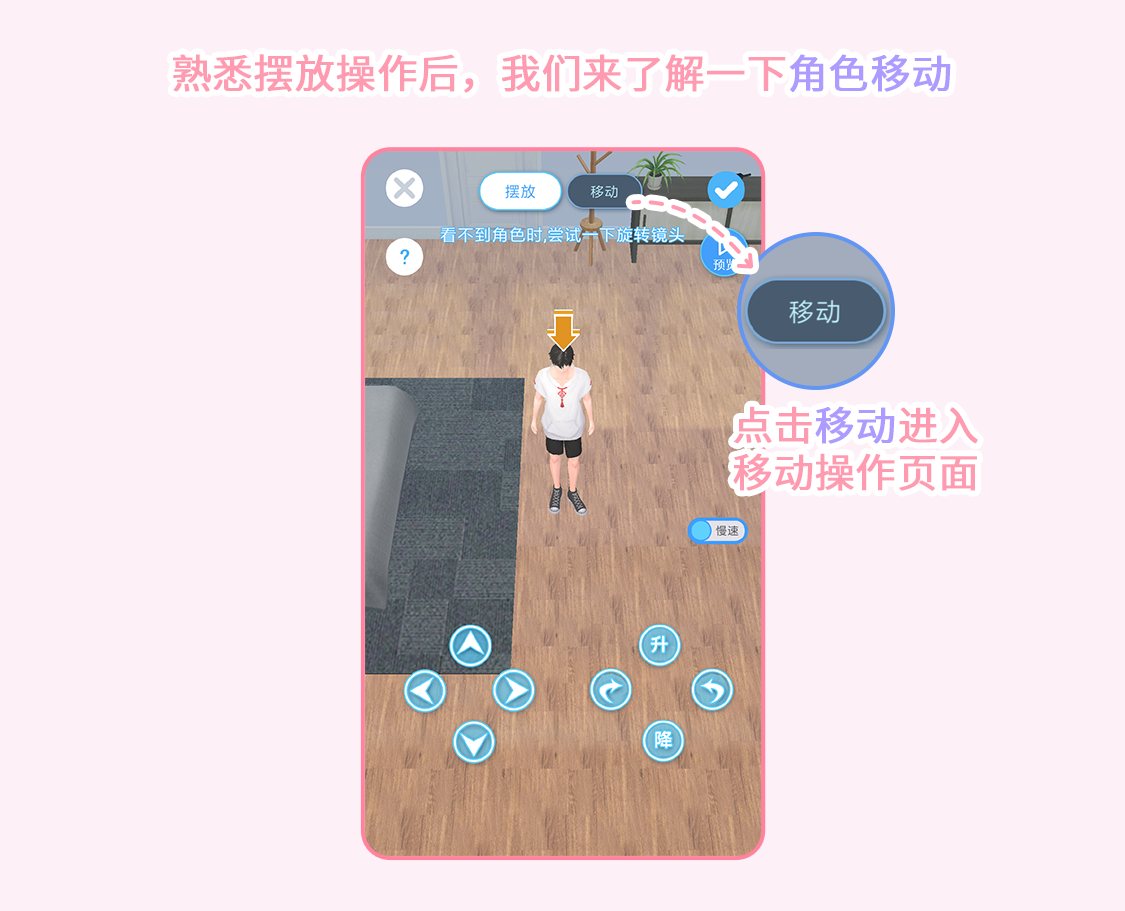 熟悉摆放操作后，我们来了解一下角色移动
摆放
移动
看不到角色时,尝试一下旋转镜头
?
预览
移动
点击移动进入
移动操作页面
慢速
升
降